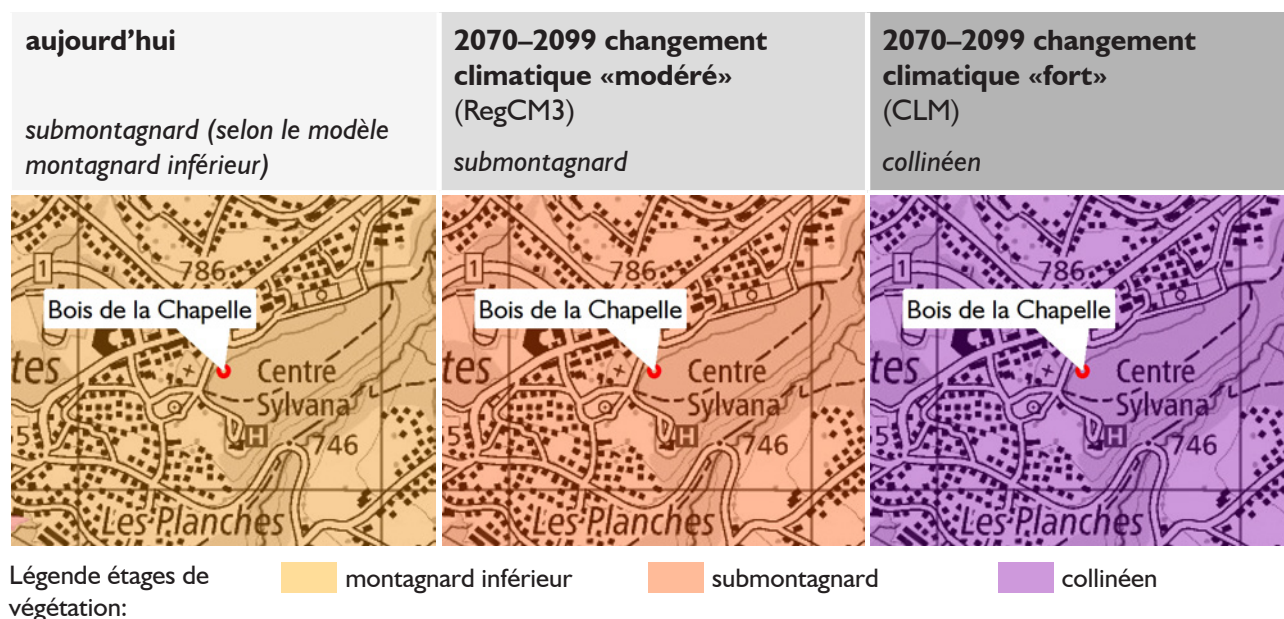 aujourd’hui
submontagnard (selon le modèle
montagnard inférieur)
2070–2099 changement
climatique «modéré»
(RegCM3)
submontagnard
2070–2099 changement
climatique «fort»
(CLM)
collinéen
1
786
Bois de la Chapelle
tes
Centre
Sylvana
5
H
746
Les Planches
1
786
Bois de la Chapelle
tes
Centre
Sylvana
5
H
746
Les Planches
1
786
Bois de la Chapelle
tes
Centre
Sylvana
5
H
746
Les Planches
Légende étages de
végétation:
montagnard inférieur
submontagnard
collinéen